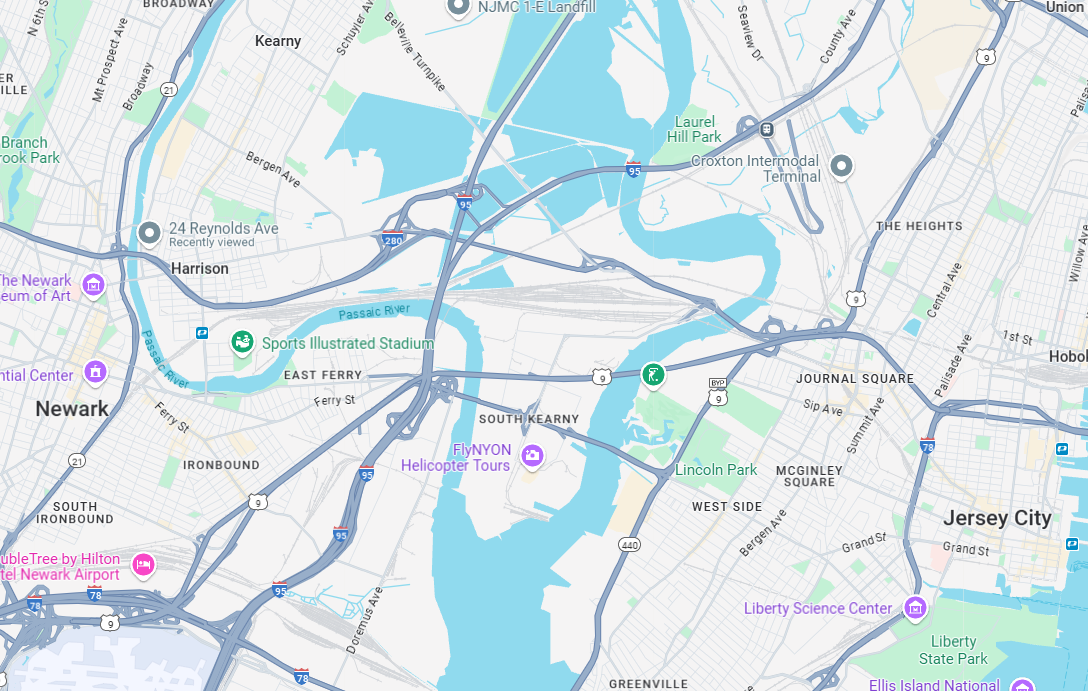 BROADWAY
NJMC 1-E Landfill
Union
N 6th S
Mt Prospect Ave
Broadway
Kearny
Schuyler Av
Belleville Turnpike
Seaview Dr
County Ave
9
ER
ILLE
21
Palisa
Laurel
Hill Park
Branch
rook Park
Bergen Ave
95
Croxton Intermodal
Terminal
95
24 Reynolds Ave
Recently viewed
280
THE HEIGHTS
Willow Ave
Harrison
The Newark
eum of Art
Central Ave
9
Passaic River
1st St
Passaic River
Sports Illustrated Stadium
Hobok
Palisade Ave
ntial Center
EAST FERRY
9
JOURNAL SQUARE
BYP
9
Newark
Ferry St
Ferry St
SOUTH KEARNY
Sip Ave
Summit Ave
78
FlyNYON
Helicopter Tours
21
IRONBOUND
95
Lincoln Park
MCGINLEY
SQUARE
9
WEST SIDE
SOUTH
IRONBOUND
Jersey City
Bergen Ave
95
440
Grand St
Grand St
ubleTree by Hilton
tel Newark Airport
95
78
78
9
Doremus Ave
Liberty Science Center
Liberty
State Park
78
GREENVILLE
Ellis Island National